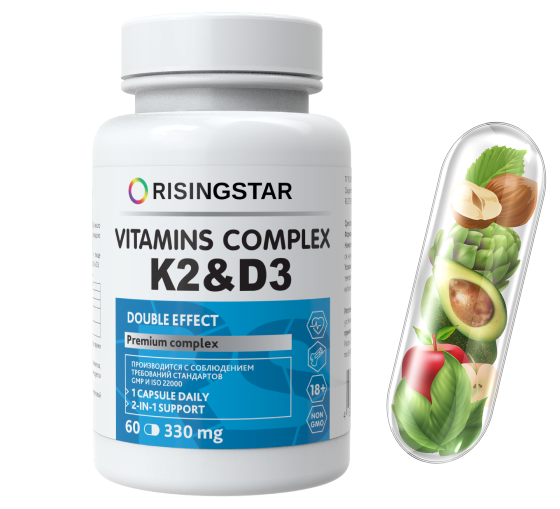 RISINGSTAR
VITAMINS COMPLEX
K2&D3
DOUBLE EFFECT
Premium complex
ПРОИЗВОДИТСЯ С СОБЛЮДЕНИЕМ
ТРЕБОВАНИЙ СТАНДАРТОВ
GMP И ISO 22000
1 CAPSULE DAILY
2-IN-1 SUPPORT
18+
NON
GMO
60 330 mg